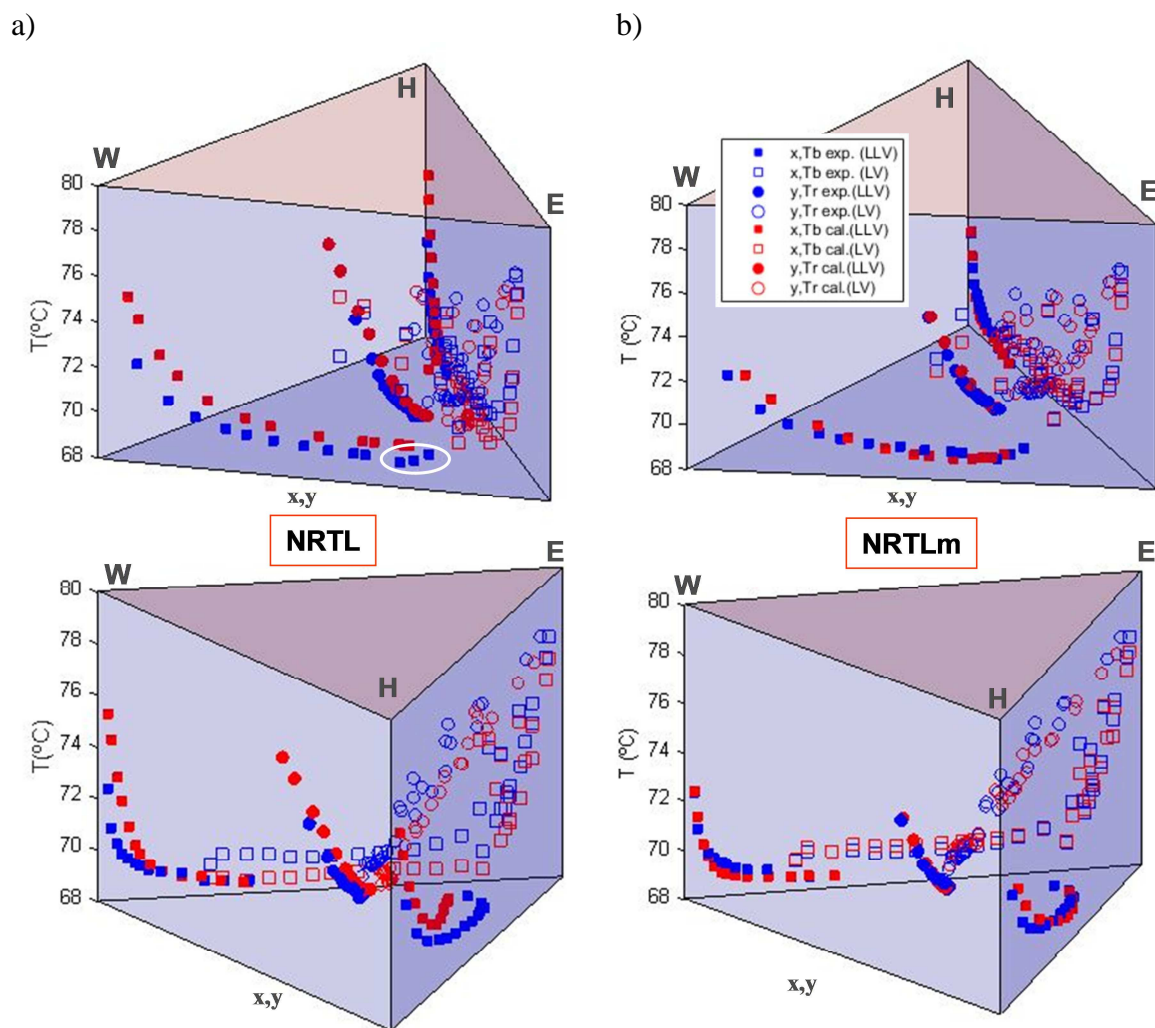 a)
b)
H
W
E
80
78
76
74
72
70
68
T(ºC)
x,y
H
W
E
80
78
76
74
72
70
68
T (ºC)
x,y
x,Tb exp. (LLV)
x,Tb exp. (LV)
y,Tr exp.(LLV)
y,Tr exp.(LV)
x,Tb cal.(LLV)
x,Tb cal.(LV)
y,Tr cal.(LLV)
y,Tr cal.(LV)
NRTL
NRTLm
E
W
H
80
78
76
74
72
70
68
T(ºC)
x,y
E
W
H
80
78
76
74
72
70
68
T (ºC)
x,y